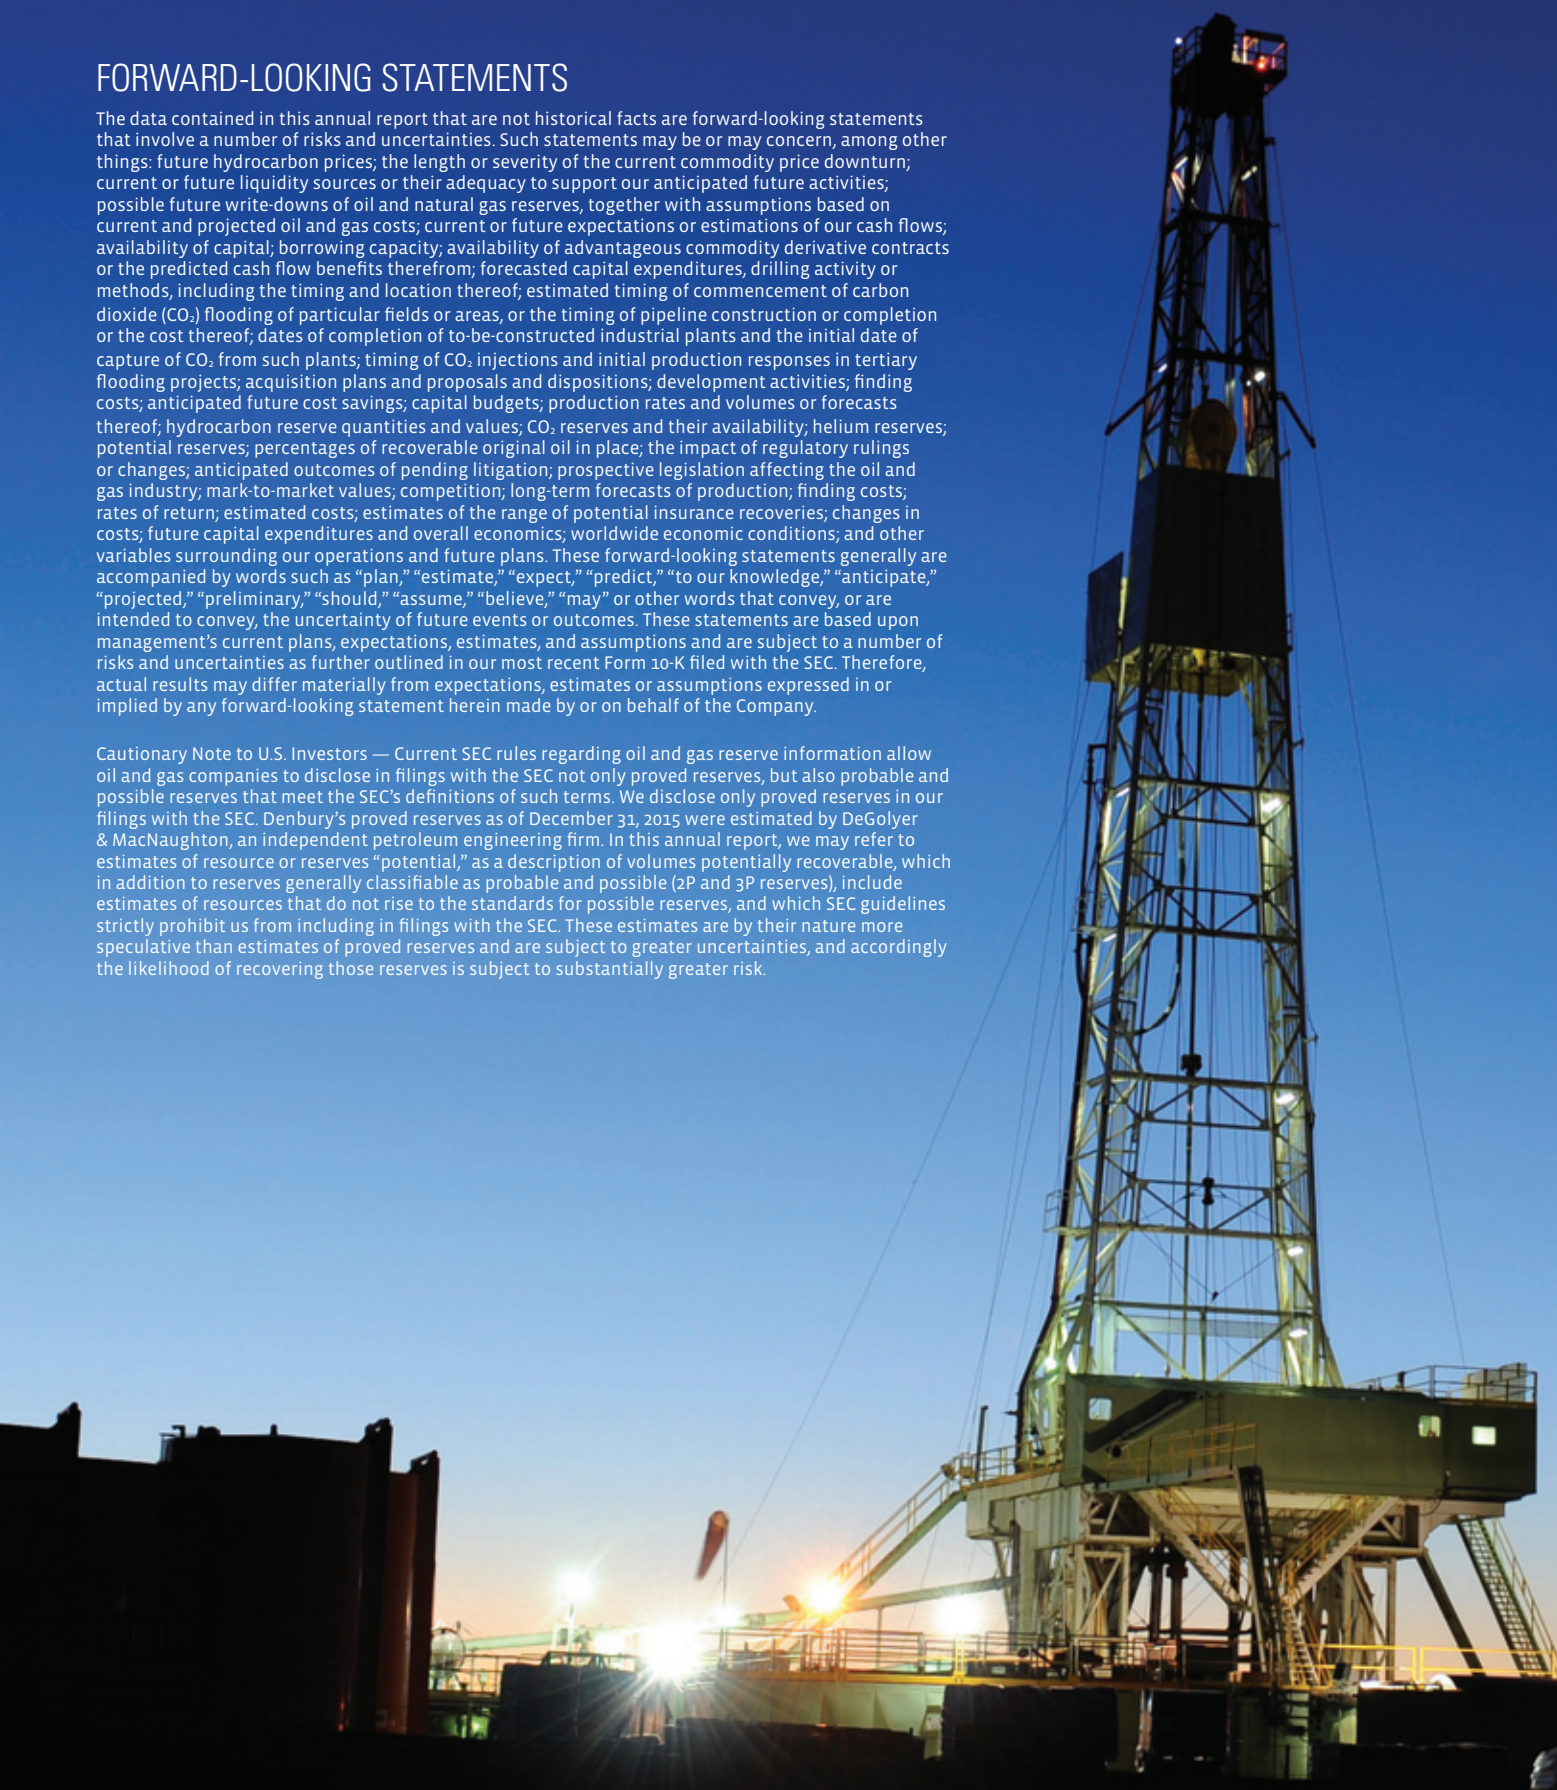 FORWARD-LOOKING STATEMENTS
The data contained in this annual report that are not historical facts are forward-looking statements
that involve a number of risks and uncertainties. Such statements may be or may concern, among other
things: future hydrocarbon prices; the length or severity of the current commodity price downturn;
current or future liquidity sources or their adequacy to support our anticipated future activities;
possible future write-downs of oil and natural gas reserves, together with assumptions based on
current and projected oil and gas costs; current or future expectations or estimations of our cash flows;
availability of capital; borrowing capacity; availability of advantageous commodity derivative contracts
or the predicted cash flow benefits therefrom; forecasted capital expenditures, drilling activity or
methods, including the timing and location thereof; estimated timing of commencement of carbon
dioxide (CO₂) flooding of particular fields or areas, or the timing of pipeline construction or completion
or the cost thereof; dates of completion of to-be-constructed industrial plants and the initial date of
capture of CO₂ from such plants; timing of CO₂ injections and initial production responses in tertiary
flooding projects; acquisition plans and proposals and dispositions; development activities; finding
costs; anticipated future cost savings; capital budgets; production rates and volumes or forecasts
thereof; hydrocarbon reserve quantities and values; CO₂ reserves and their availability; helium reserves;
potential reserves; percentages of recoverable original oil in place; the impact of regulatory rulings
or changes; anticipated outcomes of pending litigation; prospective legislation affecting the oil and
gas industry; mark-to-market values; competition; long-term forecasts of production; finding costs;
rates of return; estimated costs; estimates of the range of potential insurance recoveries; changes in
costs; future capital expenditures and overall economics; worldwide economic conditions; and other
variables surrounding our operations and future plans. These forward-looking statements generally are
accompanied by words such as “plan,” “estimate,” “expect,” “predict,” “to our knowledge,” “anticipate,”
“projected,” “preliminary,” “should,” “assume,” “believe,” “may” or other words that convey, or are
intended to convey, the uncertainty of future events or outcomes. These statements are based upon
management’s current plans, expectations, estimates, and assumptions and are subject to a number of
risks and uncertainties as further outlined in our most recent Form 10-K filed with the SEC. Therefore,
actual results may differ materially from expectations, estimates or assumptions expressed in or
implied by any forward-looking statement herein made by or on behalf of the Company.
Cautionary Note to U.S. Investors — Current SEC rules regarding oil and gas reserve information allow
oil and gas companies to disclose in filings with the SEC not only proved reserves, but also probable and
possible reserves that meet the SEC’s definitions of such terms. We disclose only proved reserves in our
filings with the SEC. Denbury’s proved reserves as of December 31, 2015 were estimated by DeGolyer
& MacNaughton, an independent petroleum engineering firm. In this annual report, we may refer to
estimates of resource or reserves “potential,” as a description of volumes potentially recoverable, which
in addition to reserves generally classifiable as probable and possible (2P and 3P reserves), include
estimates of resources that do not rise to the standards for possible reserves, and which SEC guidelines
strictly prohibit us from including in filings with the SEC. These estimates are by their nature more
speculative than estimates of proved reserves and are subject to greater uncertainties, and accordingly
the likelihood of recovering those reserves is subject to substantially greater risk.